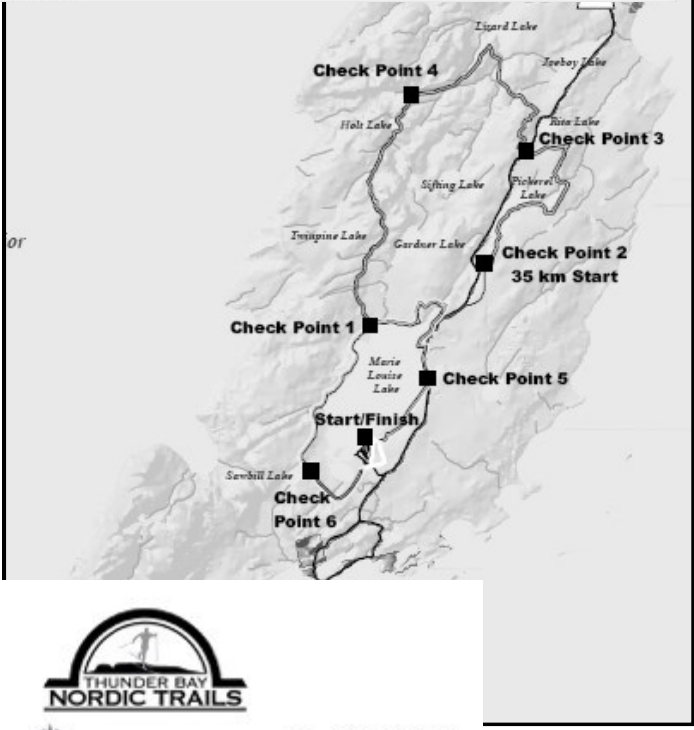 Lizard Lake
Joeboy Lake
Check Point 4
Holt Lake
Rita Lake
Check Point 3
Sifting Lake
Pickerel
Lake
or
Twinpine Lake
Gardner Lake
Check Point 2
35 km Start
Check Point 1
Marie
Louise
Lake
Check Point 5
Start/Finish
Sawbill Lake
Check
Point 6
THUNDER BAY
NORDIC TRAILS